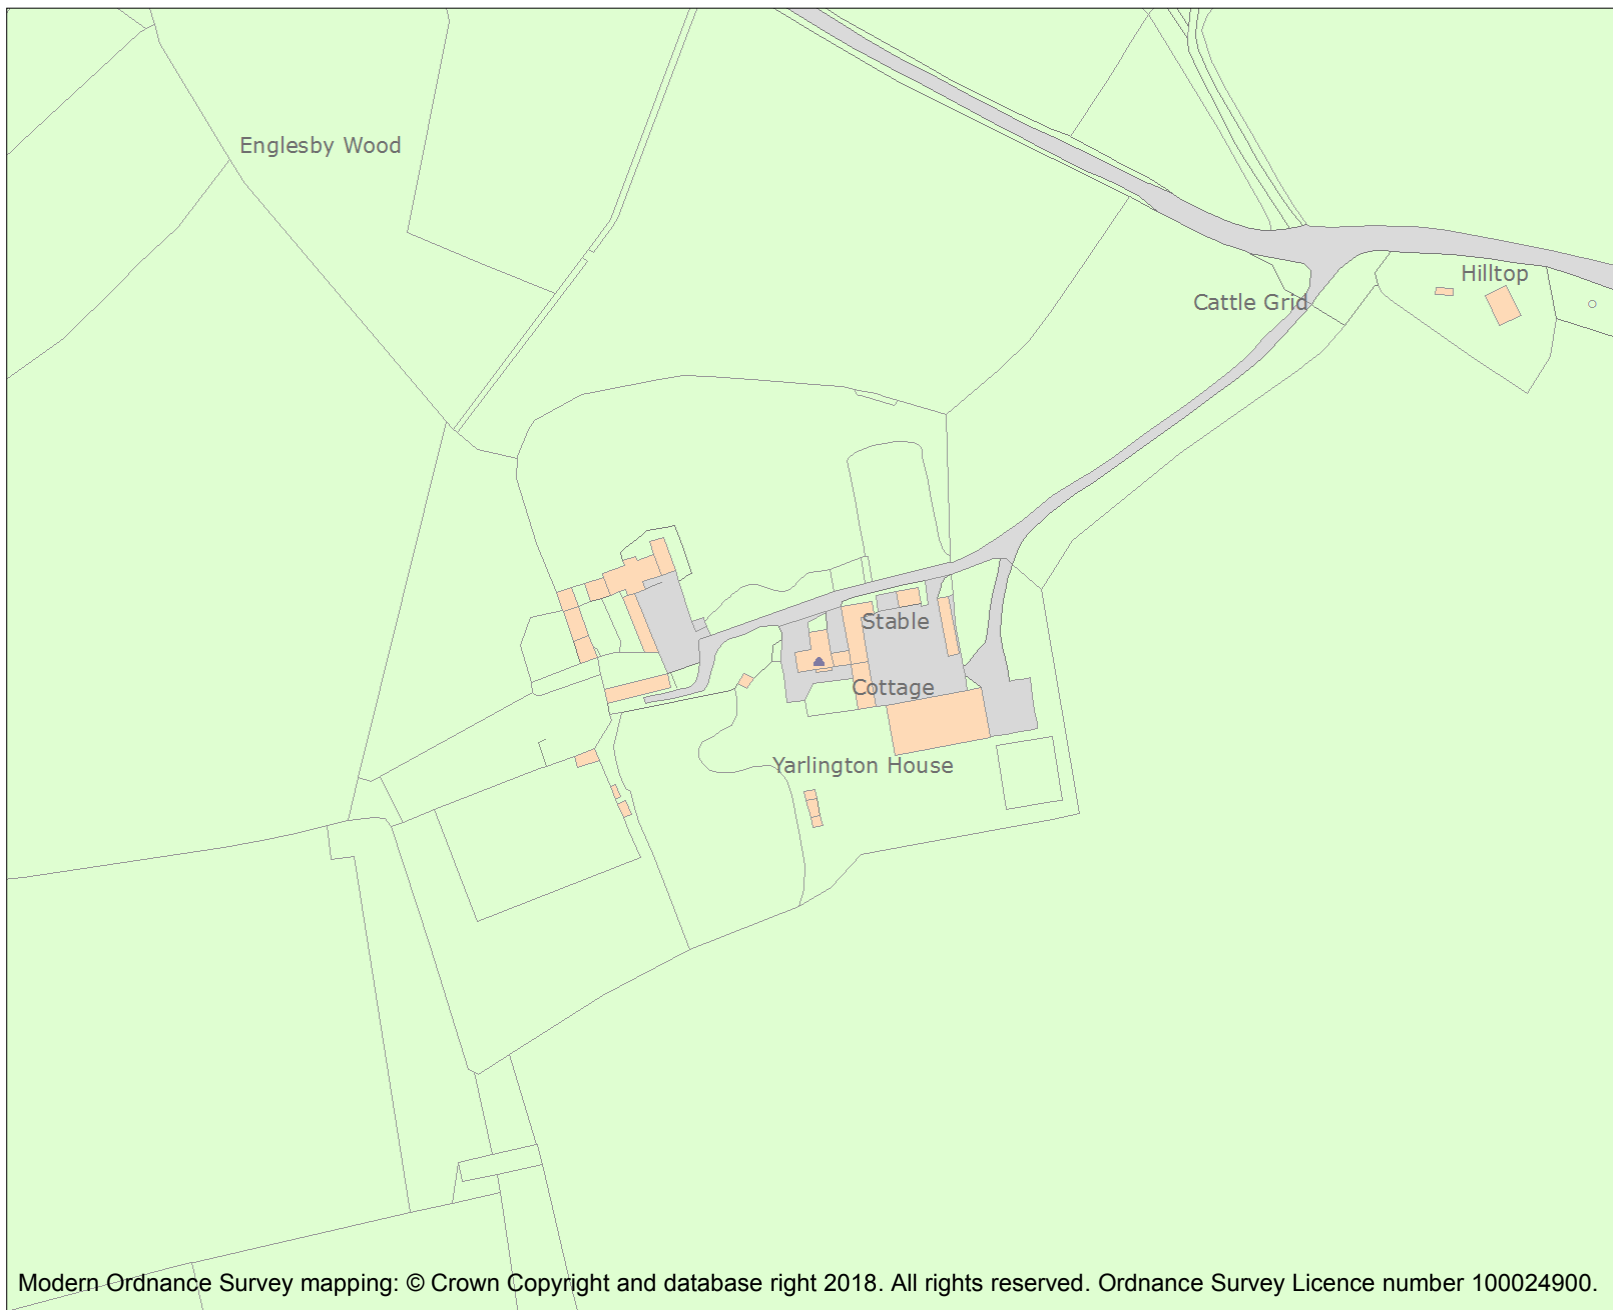 Englesby Wood
Hilltop
Cattle Grid
Stable
Cottage
Yarlington House
Modern Ordnance Survey mapping: © Crown Copyright and database right 2018. All rights reserved. Ordnance Survey Licence number 100024900.